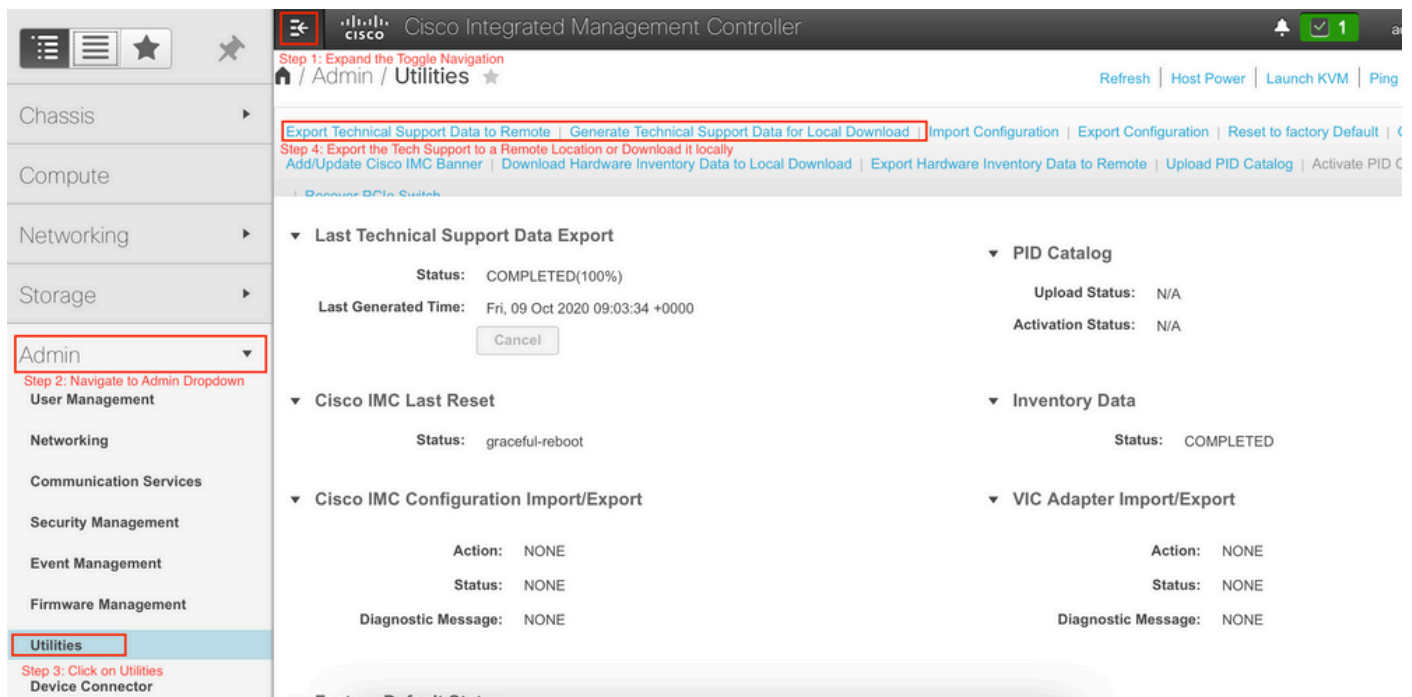 CISCO Cisco Integrated Management Controller 1
Step 1: Expand the Toggle Navigation
/ Admin / Utilities
Refresh | Host Power | Launch KVM | Ping
Export Technical Support Data to Remote | Generate Technical Support Data for Local Download | Import Configuration | Export Configuration | Reset to factory Default |
Step 4: Export the Tech Support to a Remote Location or Download it locally
Add/Update Cisco IMC Banner | Download Hardware Inventory Data to Local Download | Export Hardware Inventory Data to Remote | Upload PID Catalog | Activate PID
| Recover PCIe Switch
Chassis
Compute
Networking
Storage
Admin
Step 2: Navigate to Admin Dropdown
User Management
Networking
Communication Services
Security Management
Event Management
Firmware Management
Utilities
Step 3: Click on Utilities
Device Connector
Last Technical Support Data Export
Status: COMPLETED(100%)
Last Generated Time: Fri, 09 Oct 2020 09:03:34 +0000
Cancel
PID Catalog
Upload Status: N/A
Activation Status: N/A
Cisco IMC Last Reset
Status: graceful-reboot
Inventory Data
Status: COMPLETED
Cisco IMC Configuration Import/Export
Action: NONE
Status: NONE
Diagnostic Message: NONE
VIC Adapter Import/Export
Action: NONE
Status: NONE
Diagnostic Message: NONE